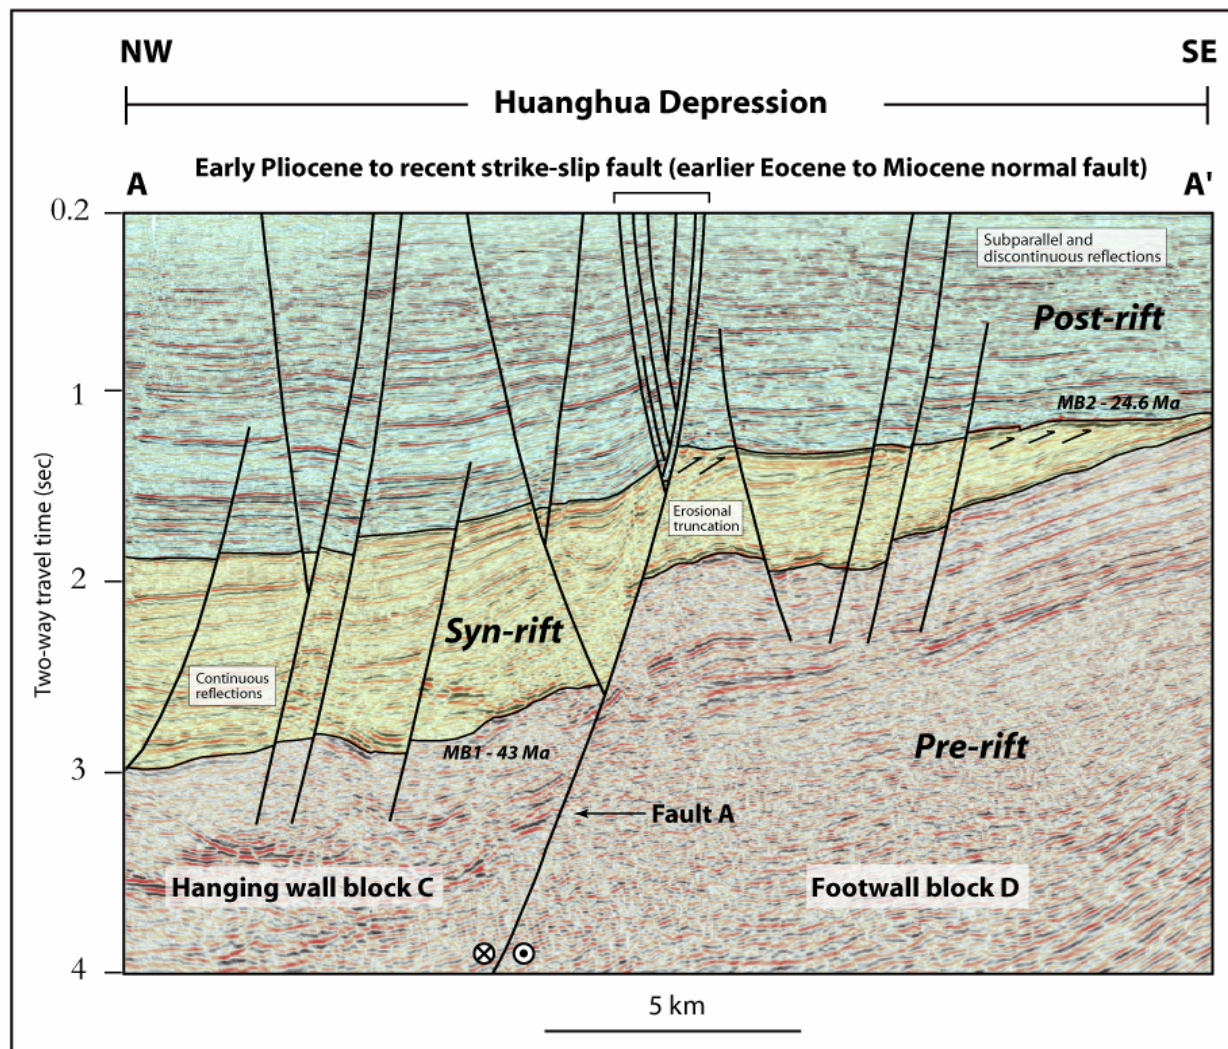 NW
SE
Huanghua Depression
Early Pliocene to recent strike-slip fault (earlier Eocene to Miocene normal fault)
A
A'
0.2
Subparallel and
discontinuous reflections
Post-rift
1
MB2 - 24.6 Ma
Two-way travel time (sec)
Erosional
truncation
2
Syn-rift
Continuous
reflections
MB1 - 43 Ma
Pre-rift
3
Fault A
Hanging wall block C
Footwall block D
4
5 km